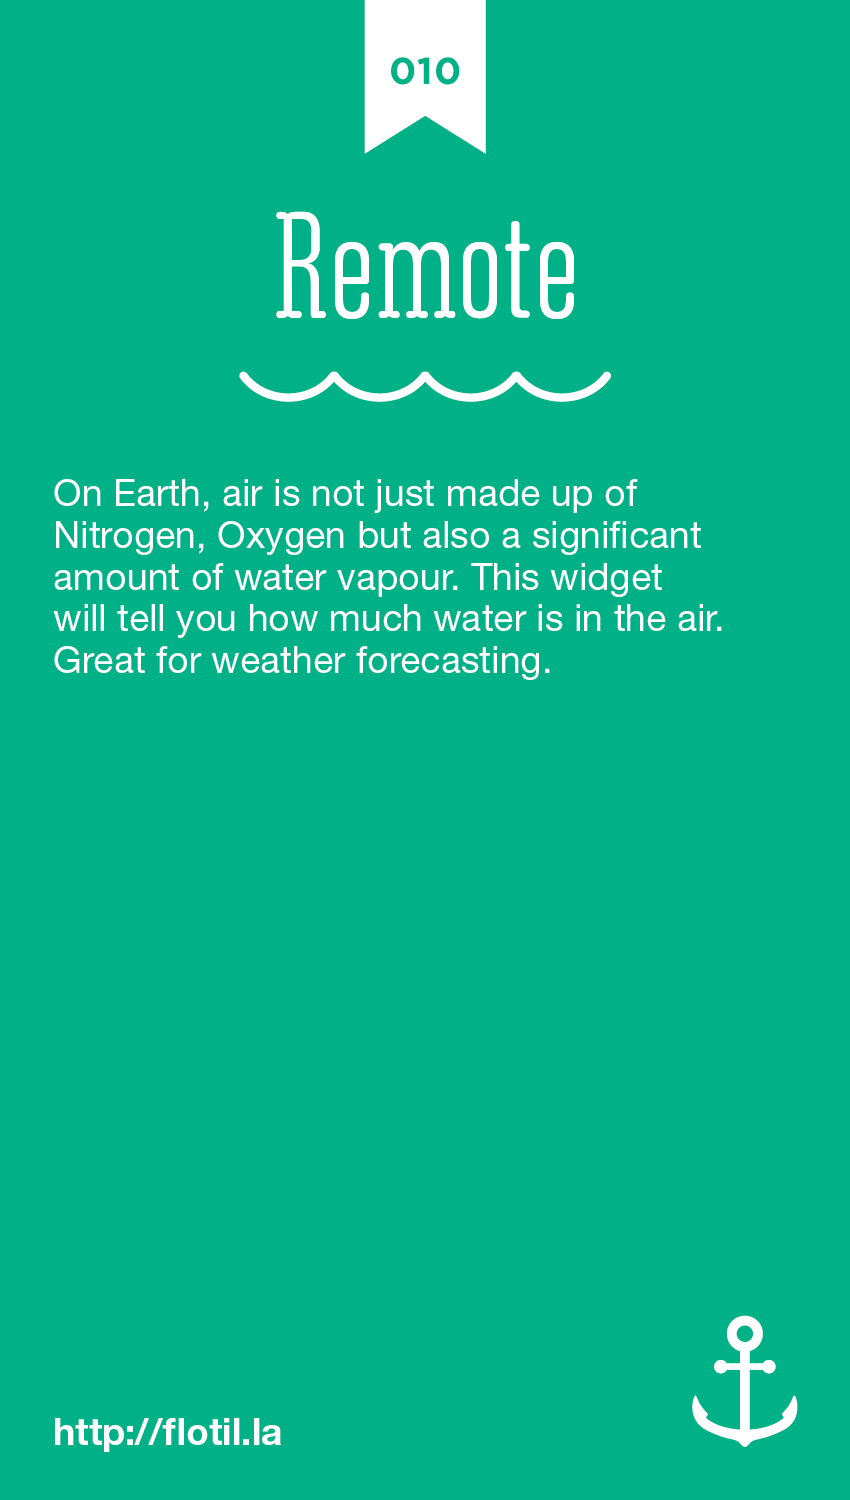 010
Remote
On Earth, air is not just made up of
Nitrogen, Oxygen but also a significant
amount of water vapour. This widget
will tell you how much water is in the air.
Great for weather forecasting.
http://flotil.la